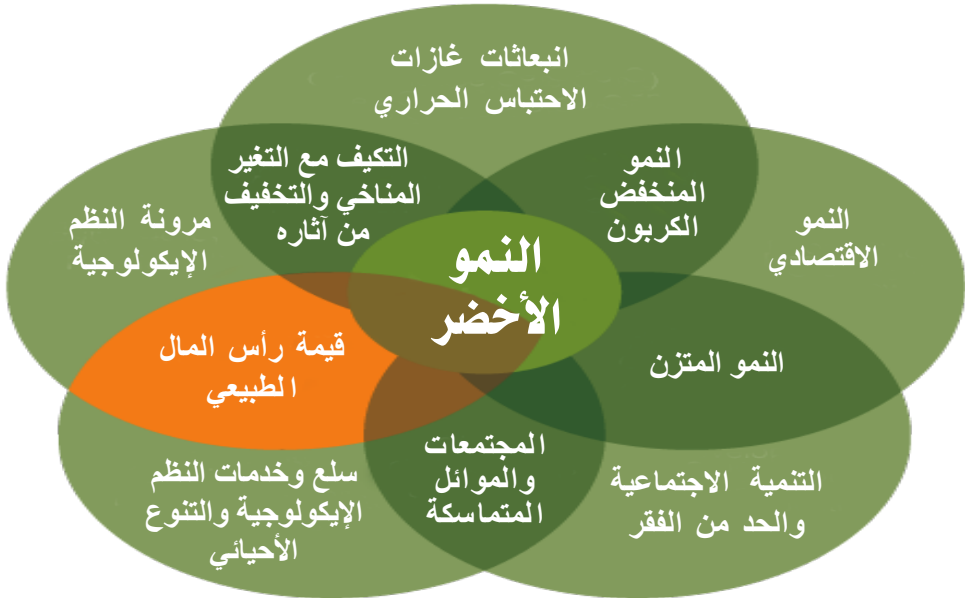 انبعاثات غازات
الاحتباس الحراري
النمو
المنخفض
الكربون
التكيف مع التغير
المناخي والتخفيف
من آثاره
النمو
الاقتصادي
مرونة النظم
الإيكولوجية
النمو
الأخضر
النمو المتزن
قيمة رأس المال
الطبيعي
التنمية الاجتماعية
والحد من الفقر
المجتمعات
والموائل
المتماسكة
سلع وخدمات النظم
الإيكولوجية والتنوع
الأحيائي